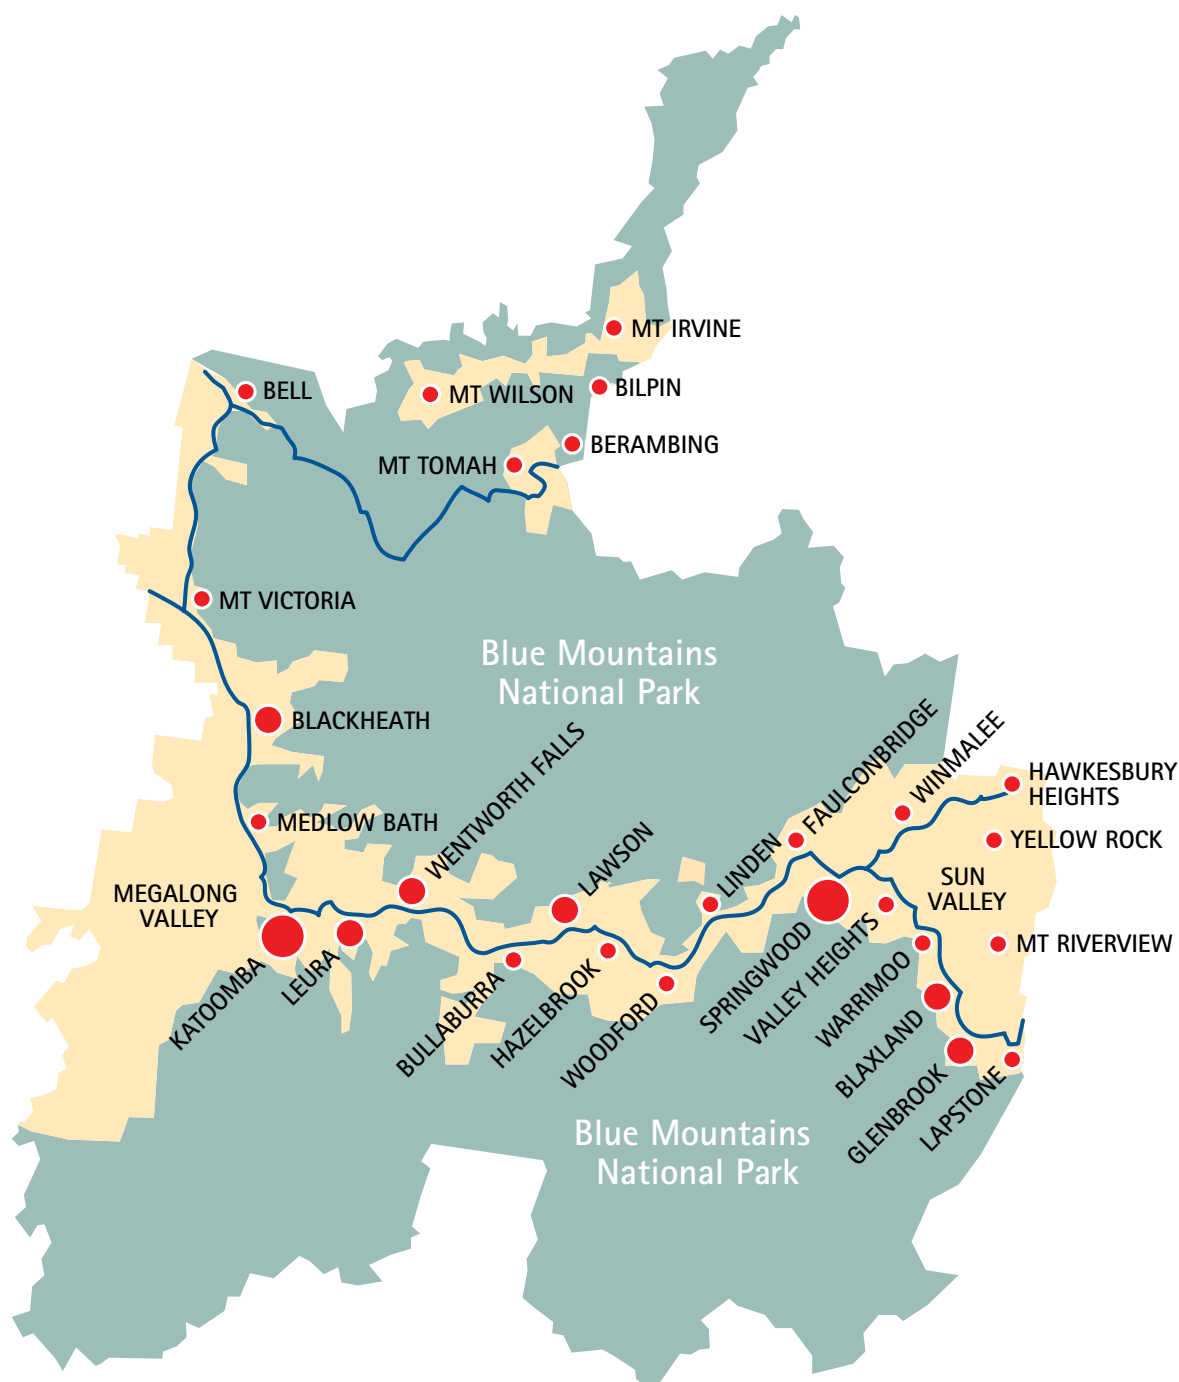 MT IRVINE
BELL
MT WILSON
BILPIN
BERAMBING
MT TOMAH
MT VICTORIA
Blue Mountains
National Park
BLACKHEATH
MEDLOW BATH
WENTWORTH FALLS
LAWSON
LINDEN
FAULCONBRIDGE
WINMALEE
HAWKESBURY
HEIGHTS
YELLOW ROCK
SUN
VALLEY
MT RIVERVIEW
MEGALONG
VALLEY
KATOOMBA
LEURA
BULLABURRA
HAZELBROOK
WOODFORD
SPRINGWOOD
VALLEY HEIGHTS
WARRIMOO
BLAXLAND
GLENBROOK
LAPSTONE
Blue Mountains
National Park